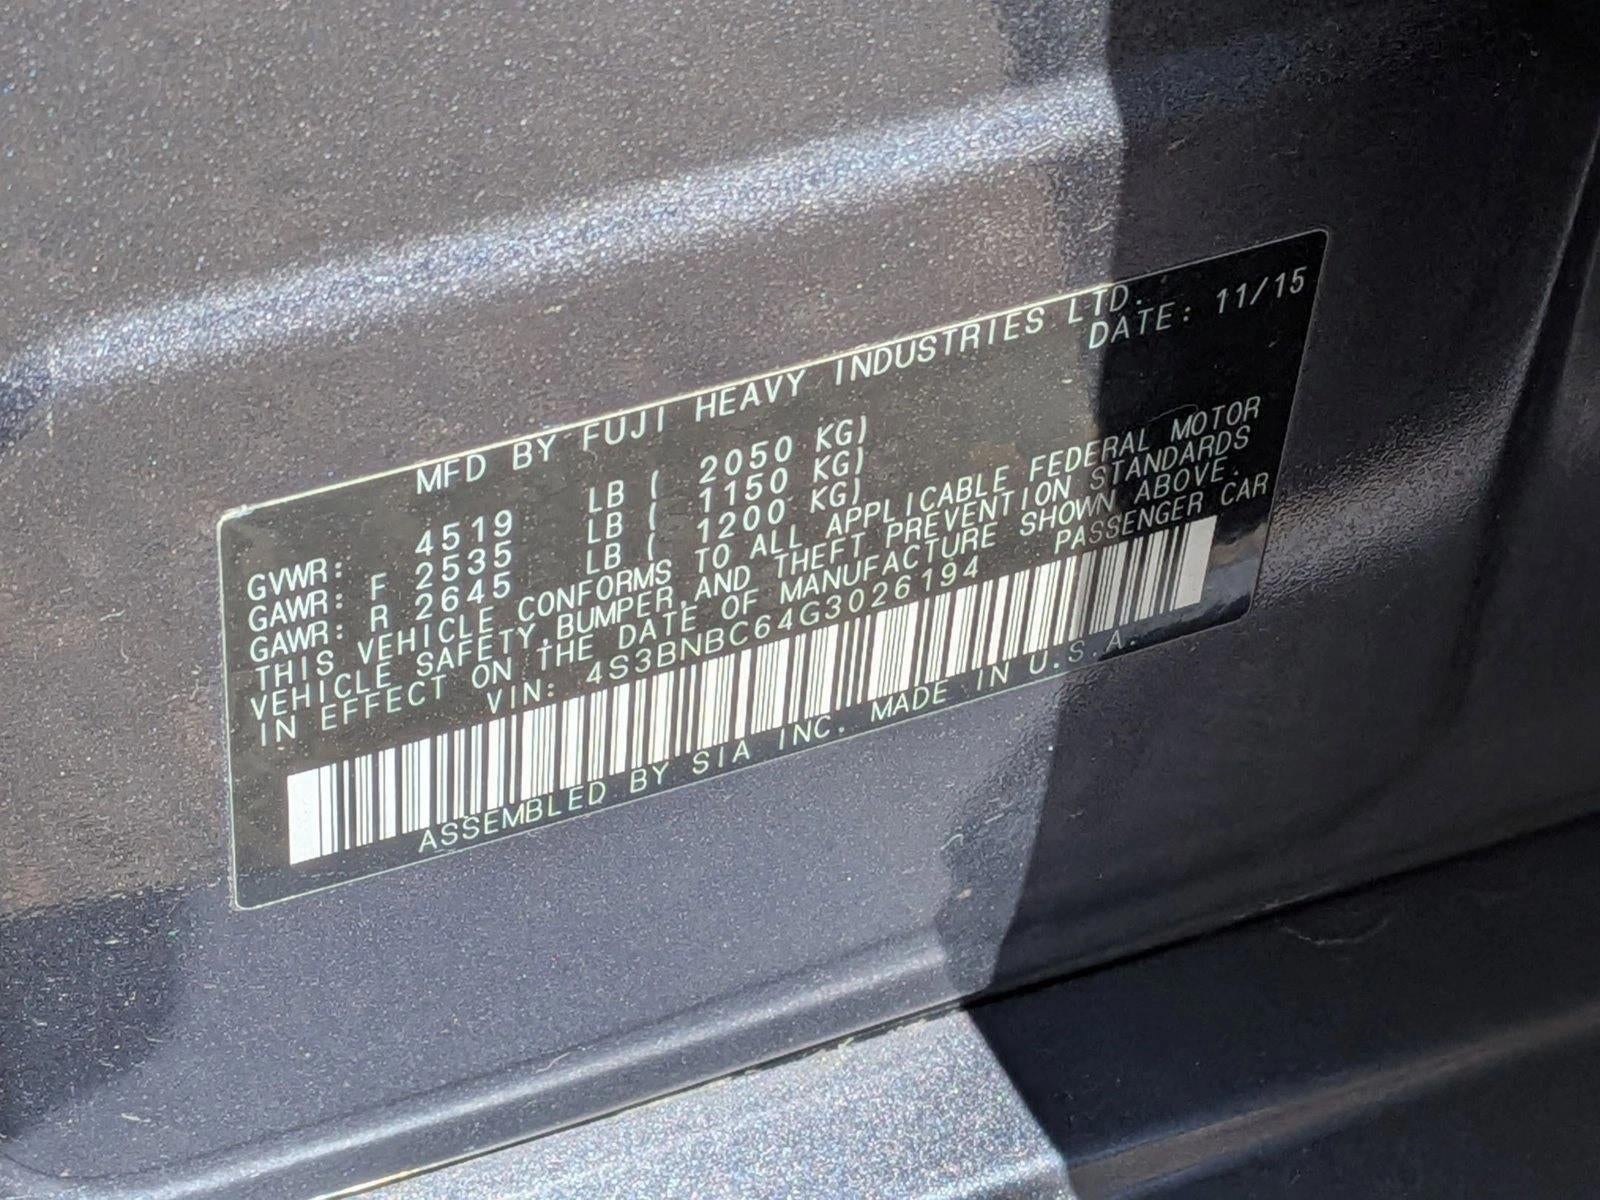 MFD BY FUJI HEAVY INDUSTRIES LTD.
DATE: 11/15
GVWR: 4519 LB ( 2050 KG)
GAWR: F 2535 LB ( 1150 KG)
GAWR: R 2645 LB ( 1200 KG)
THIS VEHICLE CONFORMS TO ALL APPLICABLE FEDERAL MOTOR
VEHICLE SAFETY,BUMPER,AND THEFT PREVENTION STANDARDS
IN EFFECT ON THE DATE OF MANUFACTURE SHOWN ABOVE.
VIN: 4S3BNBC64G3026194 PASSENGER CAR
ASSEMBLED BY SIA INC. MADE IN U.S.A.